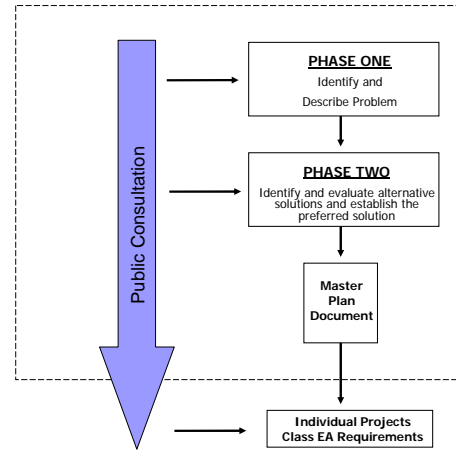 PHASE ONE
Identify and
Describe Problem
PHASE TWO
Identify and evaluate alternative
solutions and establish the
preferred solution
Public Consultation
Master
Plan
Document
Individual Projects
Class EA Requirements